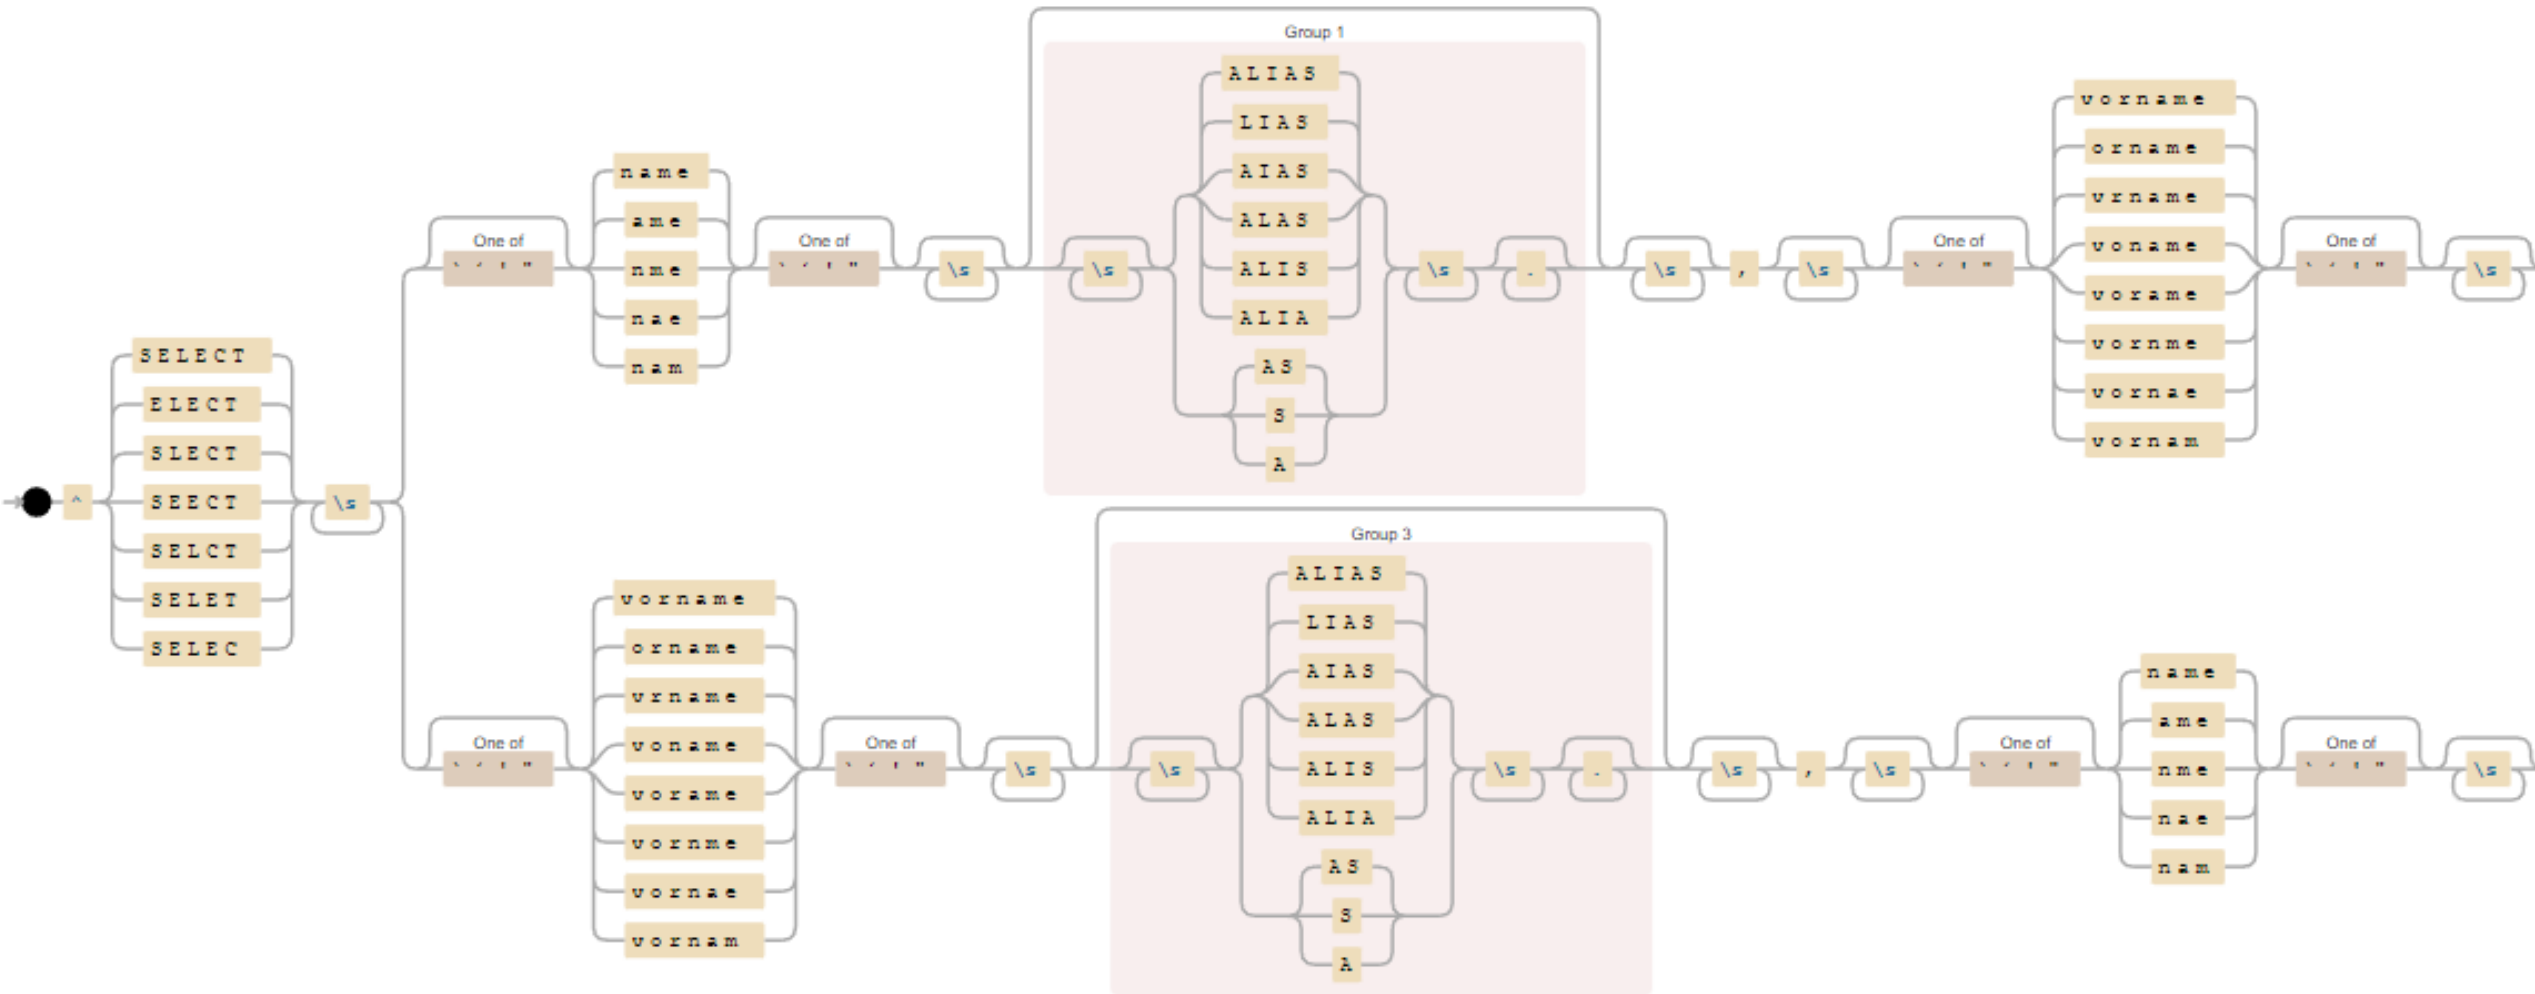 ^
SELECT
ELECT
SLECT
SEECT
SELCT
SELET
SELEC
\s
One of
` ´ ' "
name
ame
nme
nae
nam
One of
` ´ ' "
\s
Group 1
\s
ALIAS
LIAS
AIAS
ALAS
ALIS
ALIA
AS
S
A
\s
.
\s
,
\s
One of
` ´ ' "
vorname
orname
vrname
voname
vorame
vornme
vornae
vornam
One of
` ´ ' "
\s
One of
` ´ ' "
vorname
orname
vrname
voname
vorame
vornme
vornae
vornam
One of
` ´ ' "
\s
Group 3
\s
ALIAS
LIAS
AIAS
ALAS
ALIS
ALIA
AS
S
A
\s
.
\s
,
\s
One of
` ´ ' "
name
ame
nme
nae
nam
One of
` ´ ' "
\s